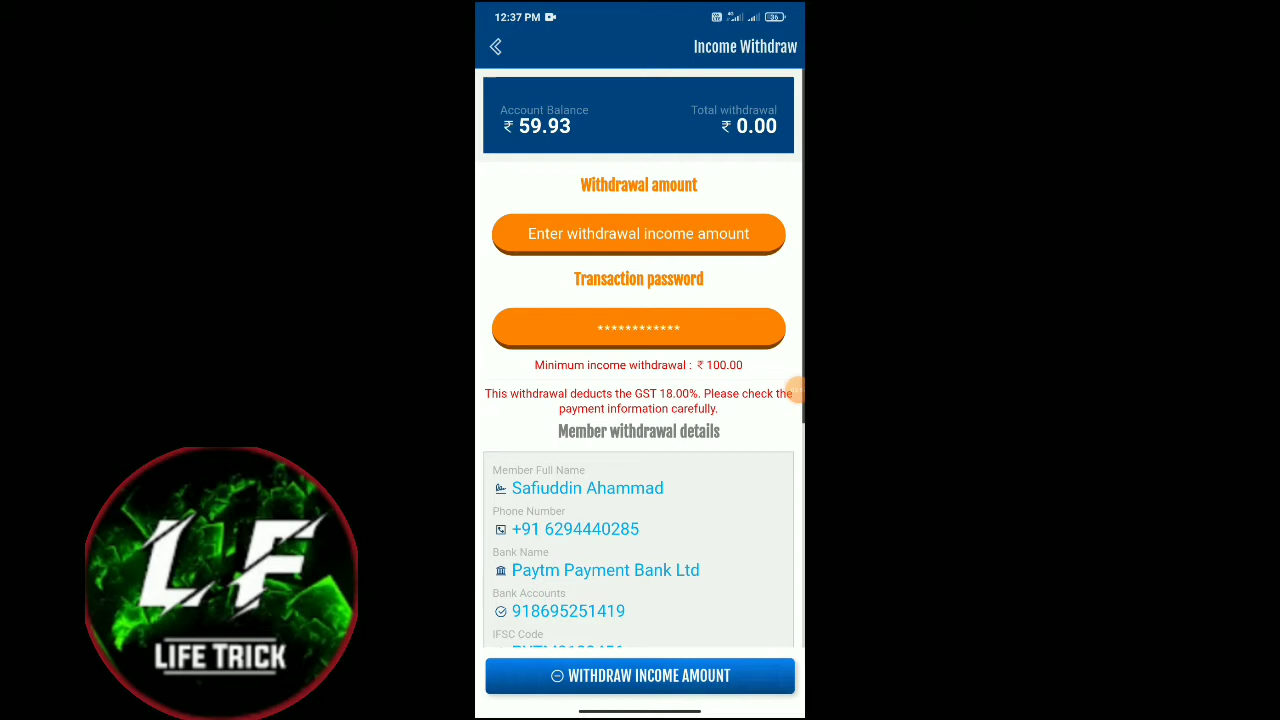 12:37 PM
4G
36
Income Withdraw
Account Balance
Total withdrawal
₹ 59.93
₹ 0.00
Withdrawal amount
Enter withdrawal income amount
Transaction password
************
Minimum income withdrawal : ₹ 100.00
This withdrawal deducts the GST 18.00%. Please check the
payment information carefully.
Member withdrawal details
Member Full Name
Safiuddin Ahammad
Phone Number
+91 6294440285
Bank Name
Paytm Payment Bank Ltd
Bank Accounts
918695251419
IFSC Code
WITHDRAW INCOME AMOUNT
LF
LIFE TRICK